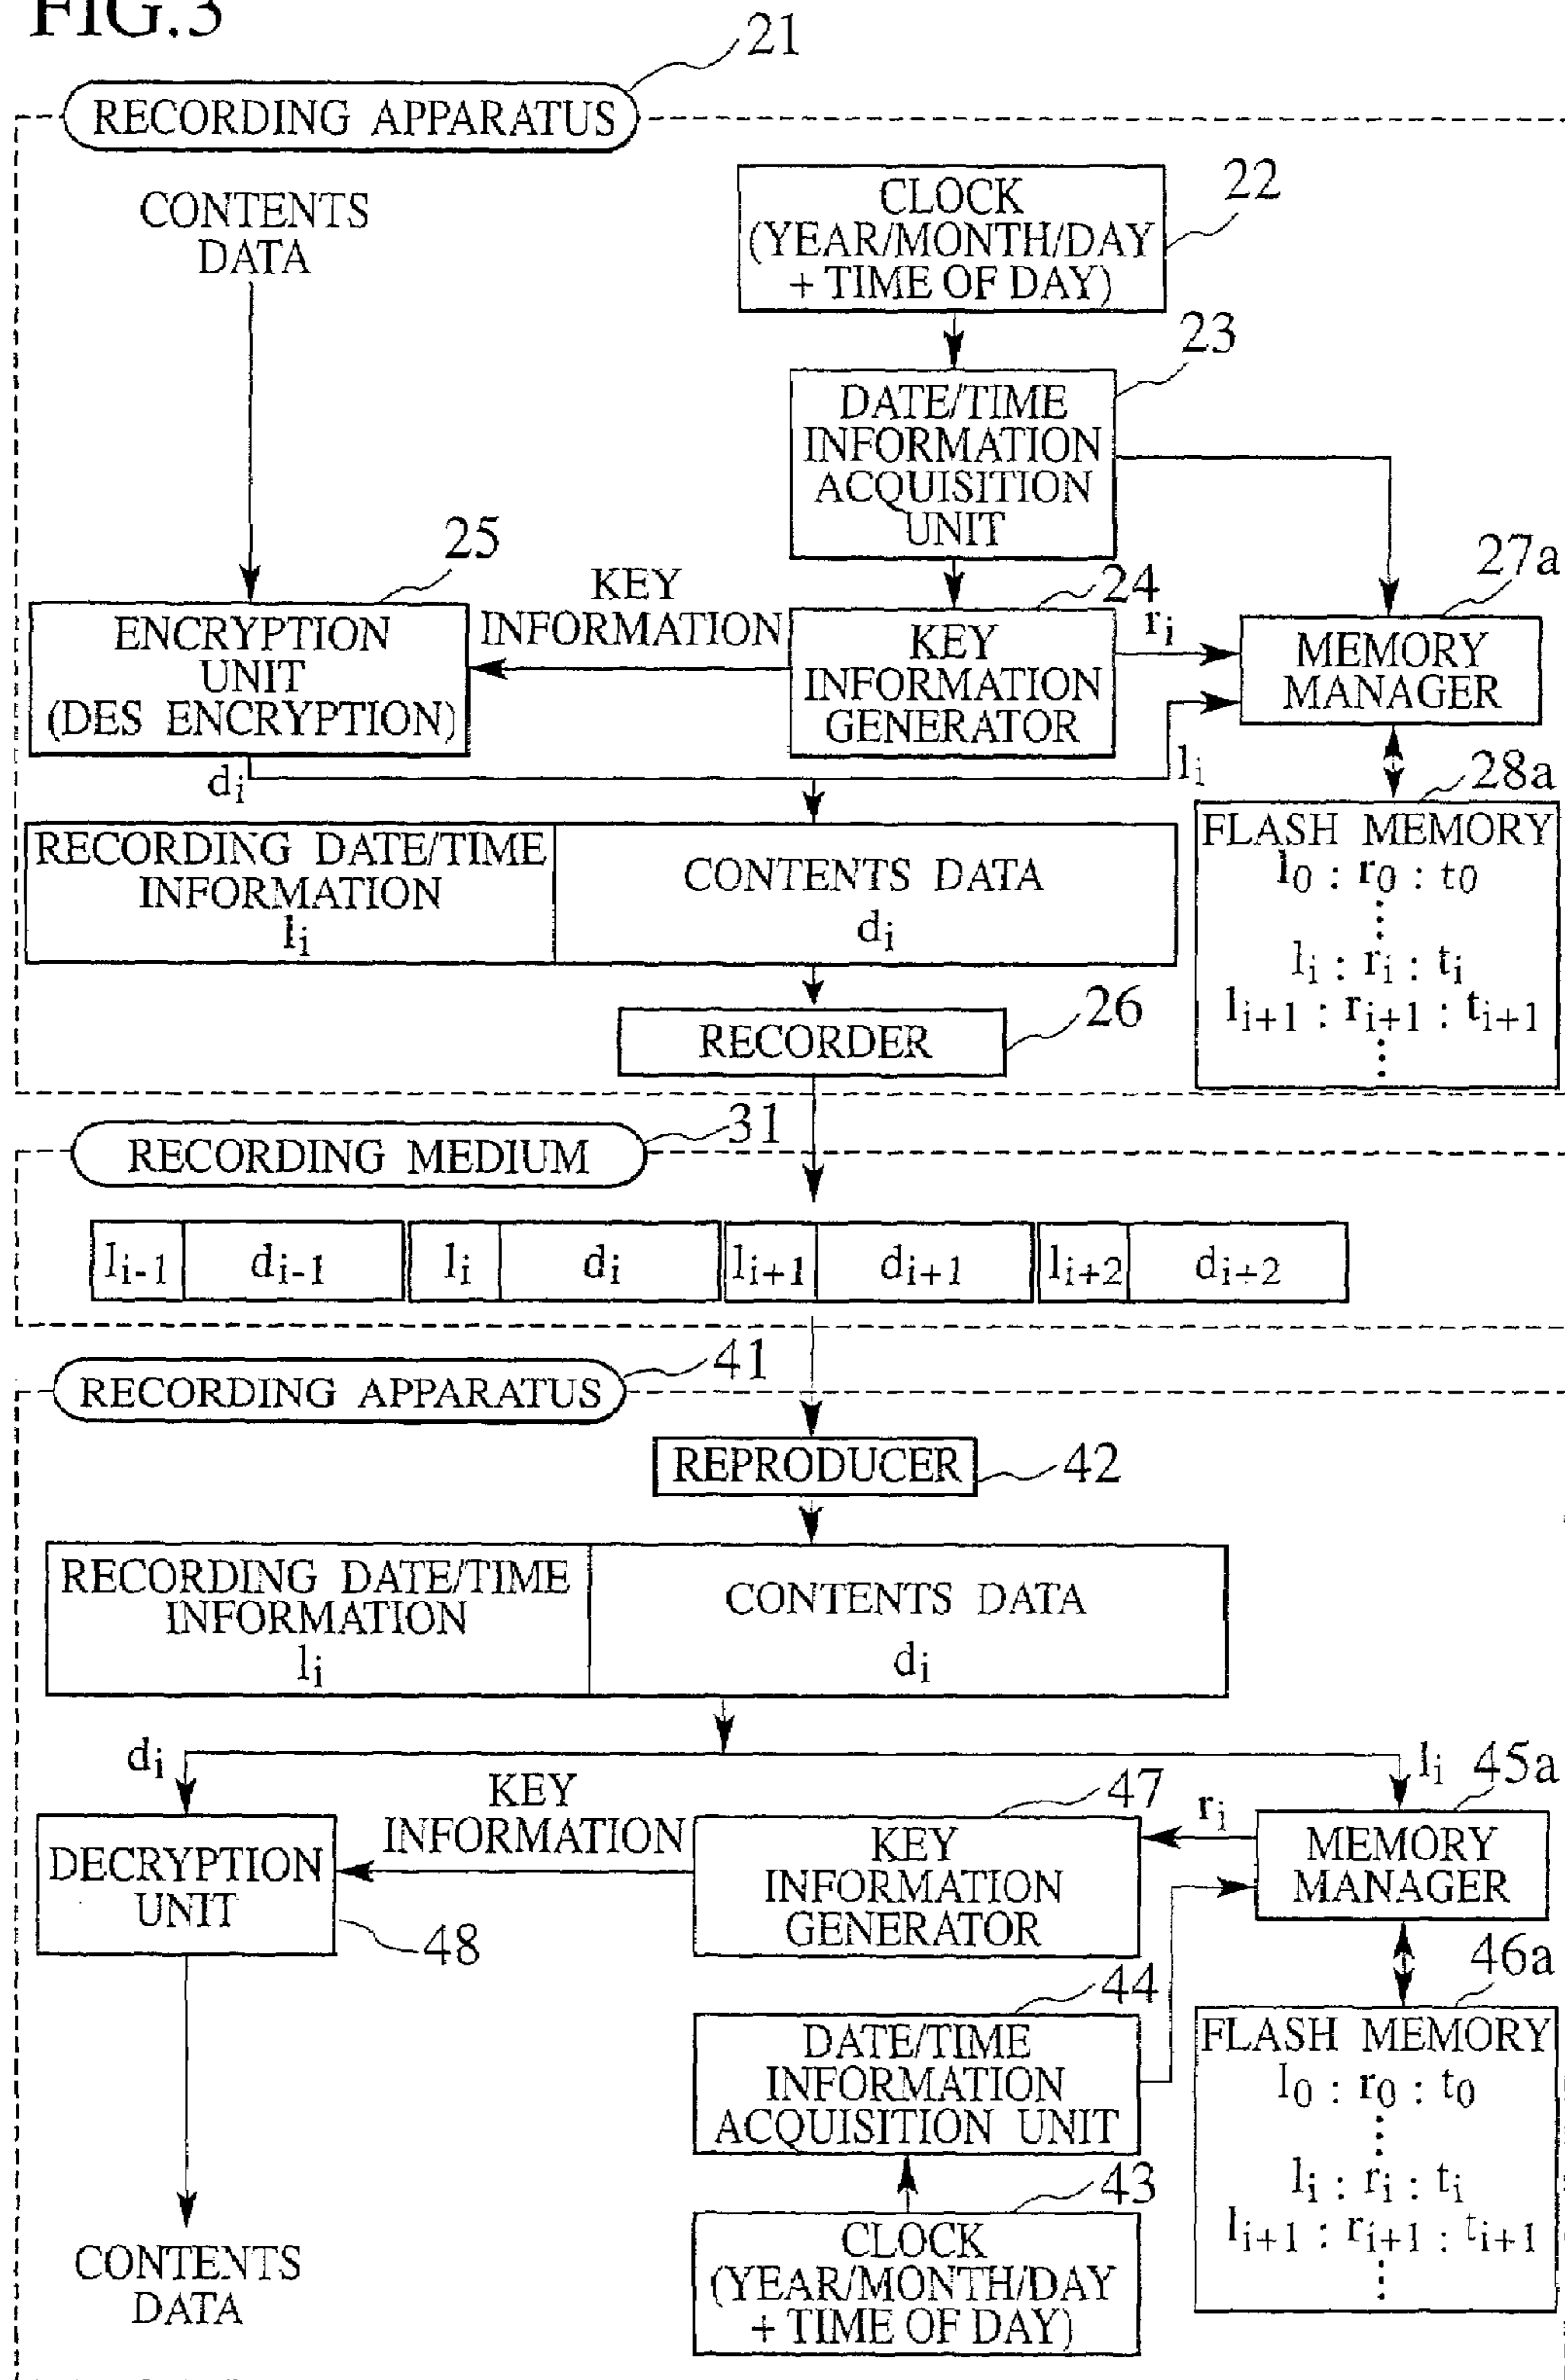 FIG.3
21
RECORDING APPARATUS
CONTENTS
DATA
CLOCK
(YEAR/MONTH/DAY
+ TIME OF DAY)
22
DATE/TIME
INFORMATION
ACQUISITION
UNIT
23
25
ENCRYPTION
UNIT
(DES ENCRYPTION)
KEY
INFORMATION
24
KEY
INFORMATION
GENERATOR
ri
27a
MEMORY
MANAGER
di
li
28a
FLASH MEMORY
l0 : r0 : t0
⋮
li : ri : ti
li+1 : ri+1 : ti+1
⋮
RECORDING DATE/TIME
INFORMATION
li
CONTENTS DATA
di
RECORDER
26
31
RECORDING MEDIUM
li-1 di-1 li di li+1 di+1 li+2 di+2
41
RECORDING APPARATUS
REPRODUCER
42
RECORDING DATE/TIME
INFORMATION
li
CONTENTS DATA
di
di
li
45a
KEY
INFORMATION
47
ri
DECRYPTION
UNIT
48
KEY
INFORMATION
GENERATOR
MEMORY
MANAGER
46a
44
DATE/TIME
INFORMATION
ACQUISITION UNIT
FLASH MEMORY
l0 : r0 : t0
⋮
li : ri : ti
li+1 : ri+1 : ti+1
⋮
43
CLOCK
(YEAR/MONTH/DAY
+ TIME OF DAY)
CONTENTS
DATA